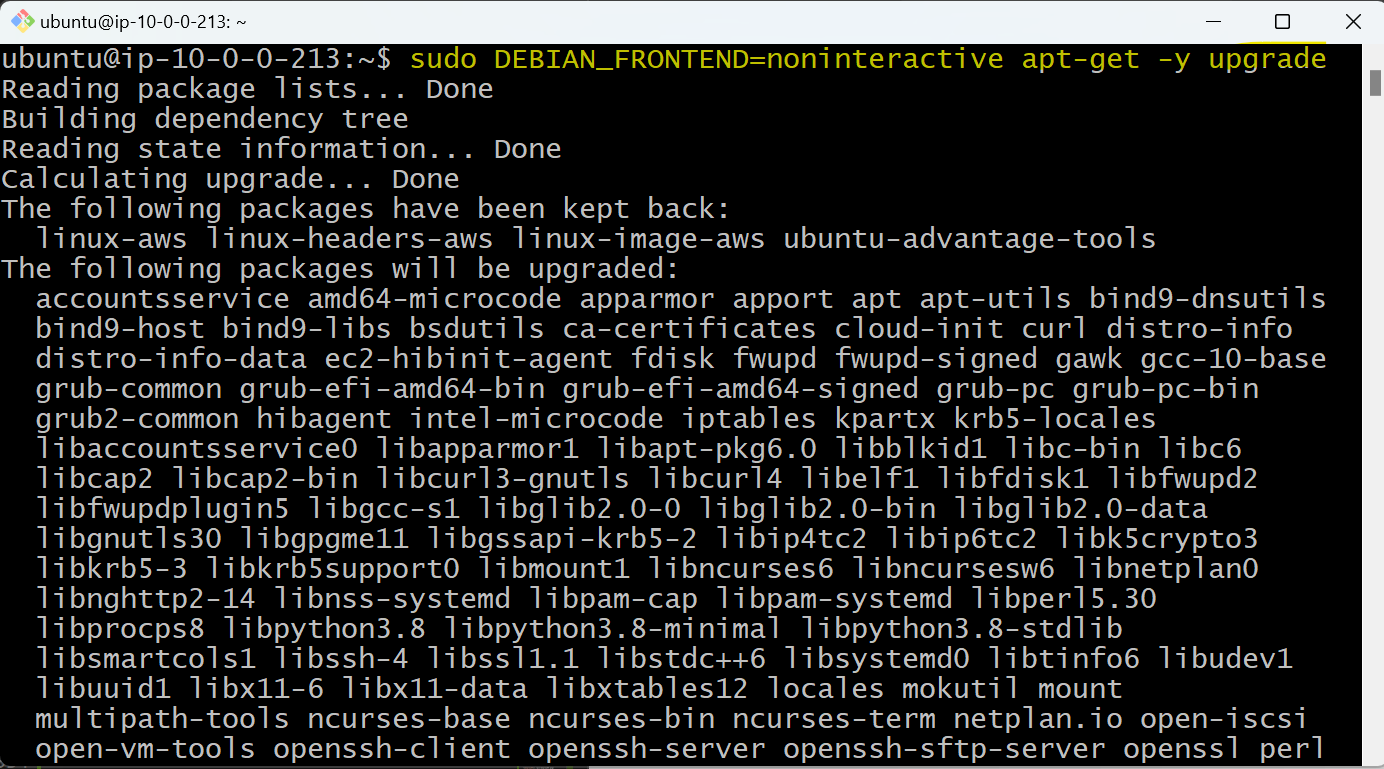 ubuntu@ip-10-0-0-213: ~
ubuntu@ip-10-0-0-213:~$ sudo DEBIAN_FRONTEND=noninteractive apt-get -y upgrade
Reading package lists... Done
Building dependency tree
Reading state information... Done
Calculating upgrade... Done
The following packages have been kept back:
  linux-aws linux-headers-aws linux-image-aws ubuntu-advantage-tools
The following packages will be upgraded:
  accountsservice amd64-microcode apparmor apport apt apt-utils bind9-dnsutils
  bind9-host bind9-libs bsdutils ca-certificates cloud-init curl distro-info
  distro-info-data ec2-hibinit-agent fdisk fwupd fwupd-signed gawk gcc-10-base
  grub-common grub-efi-amd64-bin grub-efi-amd64-signed grub-pc grub-pc-bin
  grub2-common hibagent intel-microcode iptables kpartx krb5-locales
  libaccountsservice0 libapparmor1 libapt-pkg6.0 libblkid1 libc-bin libc6
  libcap2 libcap2-bin libcurl3-gnutls libcurl4 libelf1 libfdisk1 libfwupd2
  libfwupdplugin5 libgcc-s1 libglib2.0-0 libglib2.0-bin libglib2.0-data
  libgnutls30 libgpgme11 libgssapi-krb5-2 libip4tc2 libip6tc2 libk5crypto3
  libkrb5-3 libkrb5support0 libmount1 libncurses6 libncursesw6 libnetplan0
  libnghttp2-14 libnss-systemd libpam-cap libpam-systemd libperl5.30
  libprocps8 libpython3.8 libpython3.8-minimal libpython3.8-stdlib
  libsmartcols1 libssh-4 libssl1.1 libstdc++6 libsystemd0 libtinfo6 libudev1
  libuuid1 libx11-6 libx11-data libxtables12 locales mokutil mount
  multipath-tools ncurses-base ncurses-bin ncurses-term netplan.io open-iscsi
  open-vm-tools openssh-client openssh-server openssh-sftp-server openssl perl